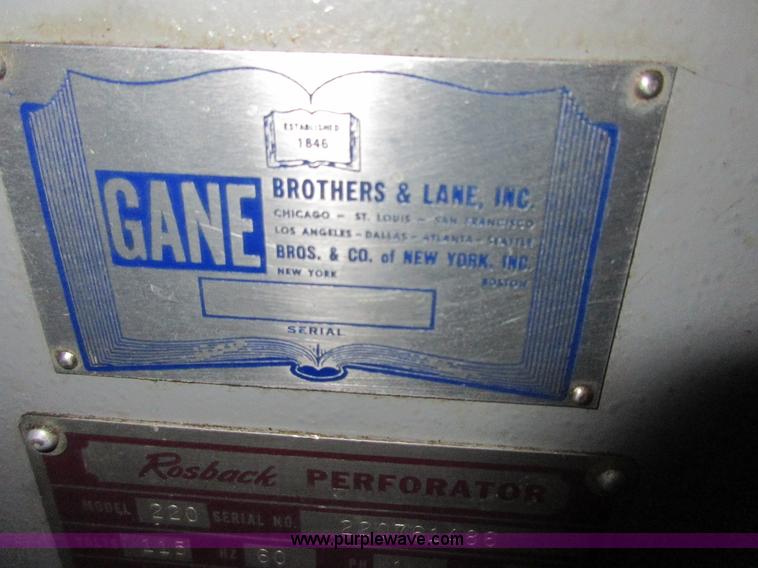 ESTABLISHED
1846
GANE
BROTHERS & LANE, INC.
CHICAGO - ST. LOUIS - SAN FRANCISCO
LOS ANGELES - DALLAS - ATLANTA - SEATTLE
BROS. & CO. of NEW YORK, INC.
NEW YORK BOSTON
SERIAL
Rosback PERFORATOR
MODEL 220 SERIAL NO.
115 HZ 60
www.purplewave.com